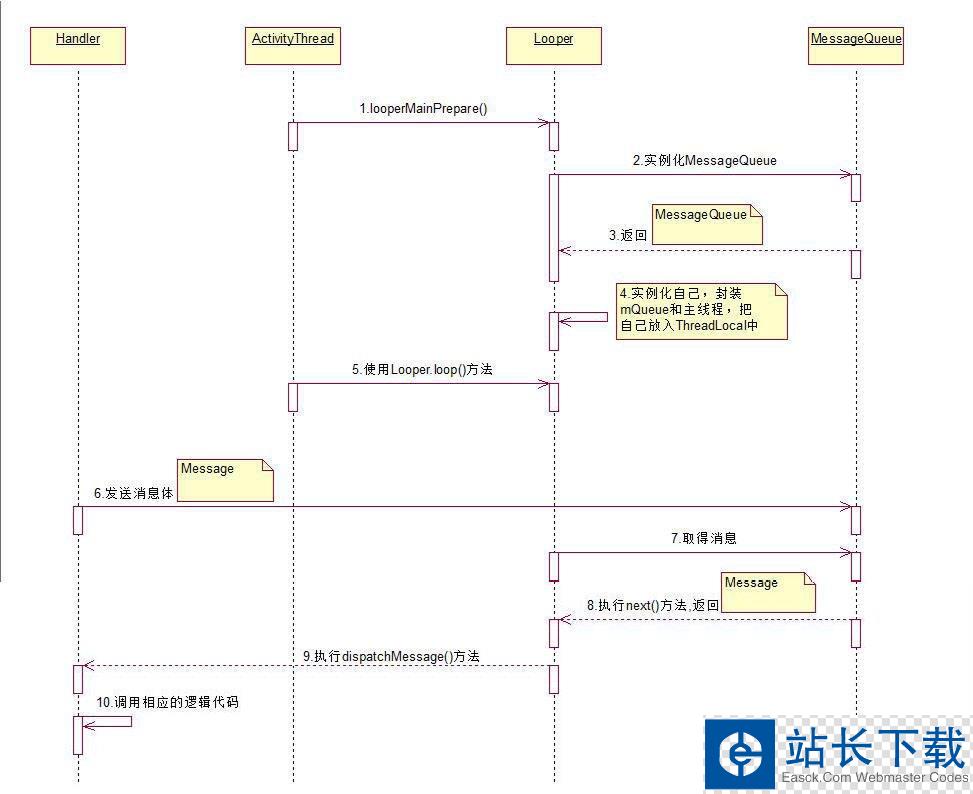 Handler
ActivityThread
Looper
MessageQueue
1.looperMainPrepare()
2.实例化MessageQueue
MessageQueue
3.返回
4.实例化自己，封装
mQueue和主线程，把
自己放入ThreadLocal中
5.使用Looper.loop()方法
Message
6.发送消息体
7.取得消息
Message
8.执行next()方法,返回
9.执行dispatchMessage()方法
10.调用相应的逻辑代码
站长下载
Easck.Com Webmaster Codes